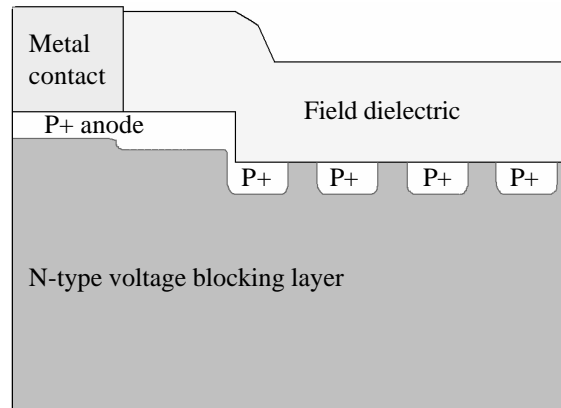 Metal
contact
P+ anode
Field dielectric
P+ P+ P+ P+
N-type voltage blocking layer